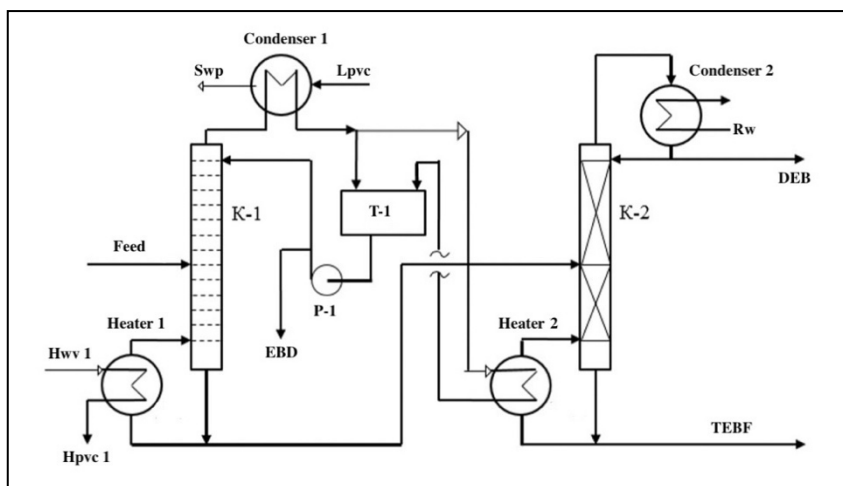 Condenser 1
Swp
Lpvc
Condenser 2
Rw
DEB
K-1
T-1
K-2
Feed
P-1
Heater 1
Heater 2
EBD
Hwv 1
TEBF
Hpvc 1